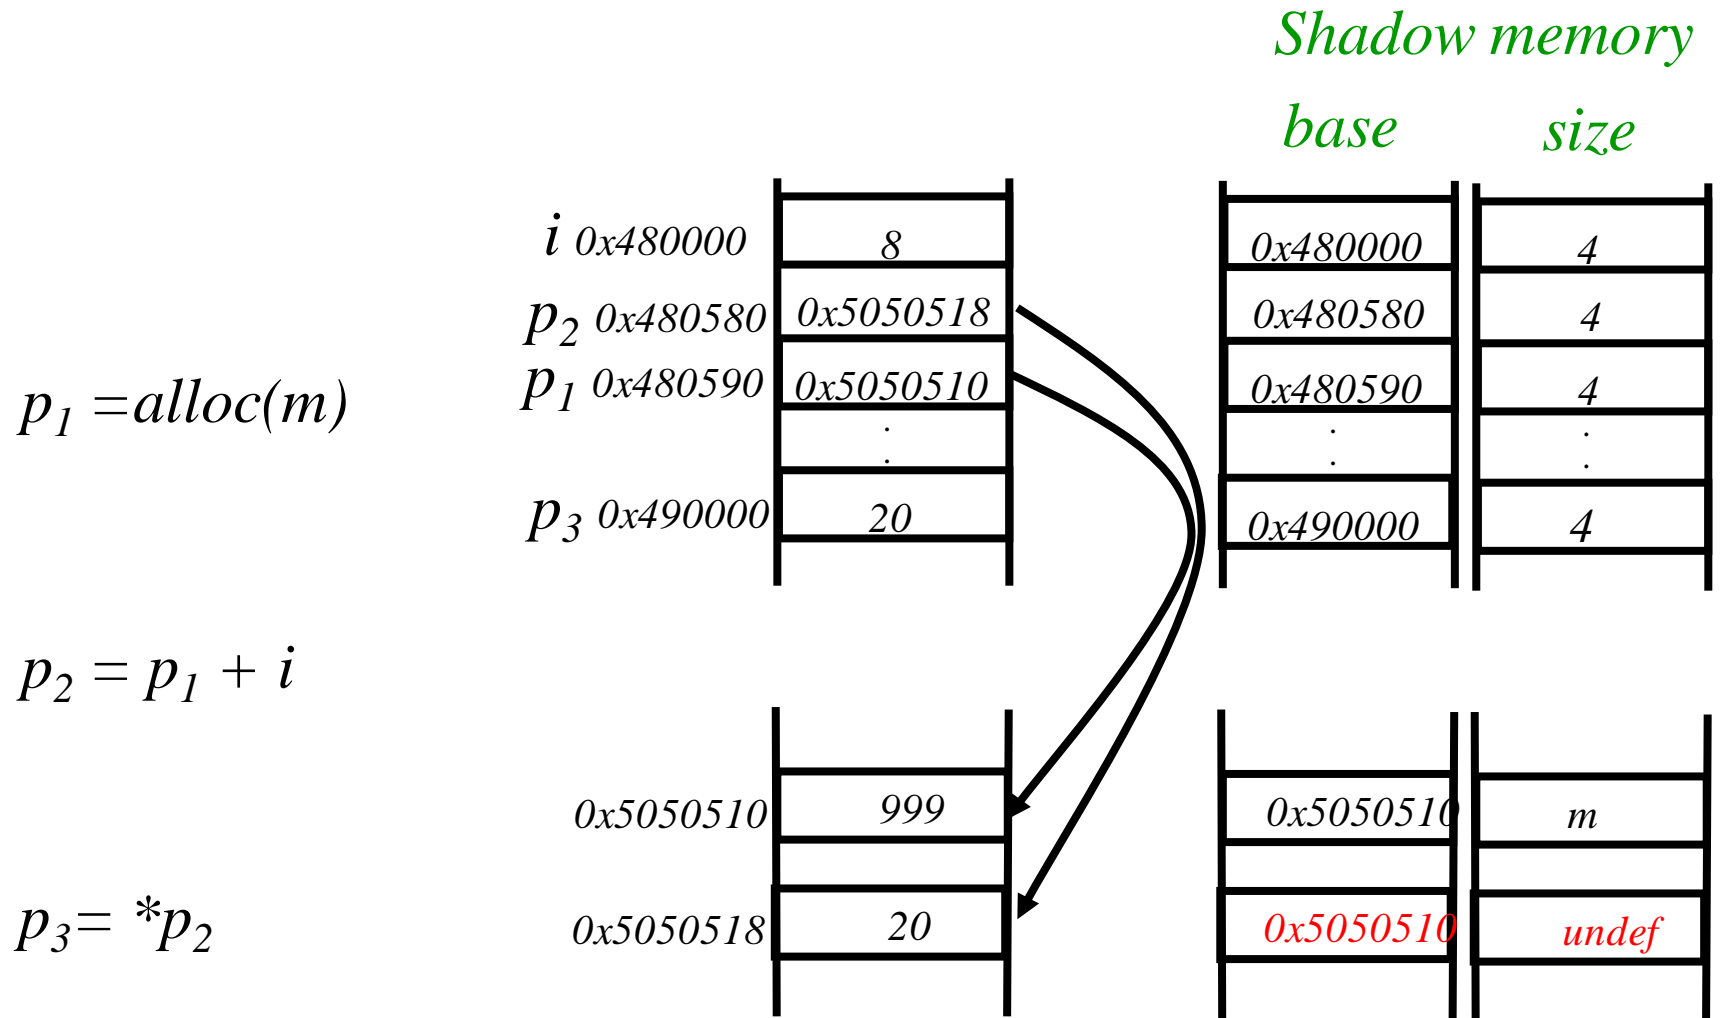 Shadow memory
base size
i 0x480000 8 0x480000 4
p2 0x480580 0x5050518 0x480580 4
p1 0x480590 0x5050510 0x480590 4
p1 =alloc(m)
: : :
p3 0x490000 20 0x490000 4
p2 = p1 + i
0x5050510 999 0x5050510 m
p3= *p2
0x5050518 20 0x5050510 undef